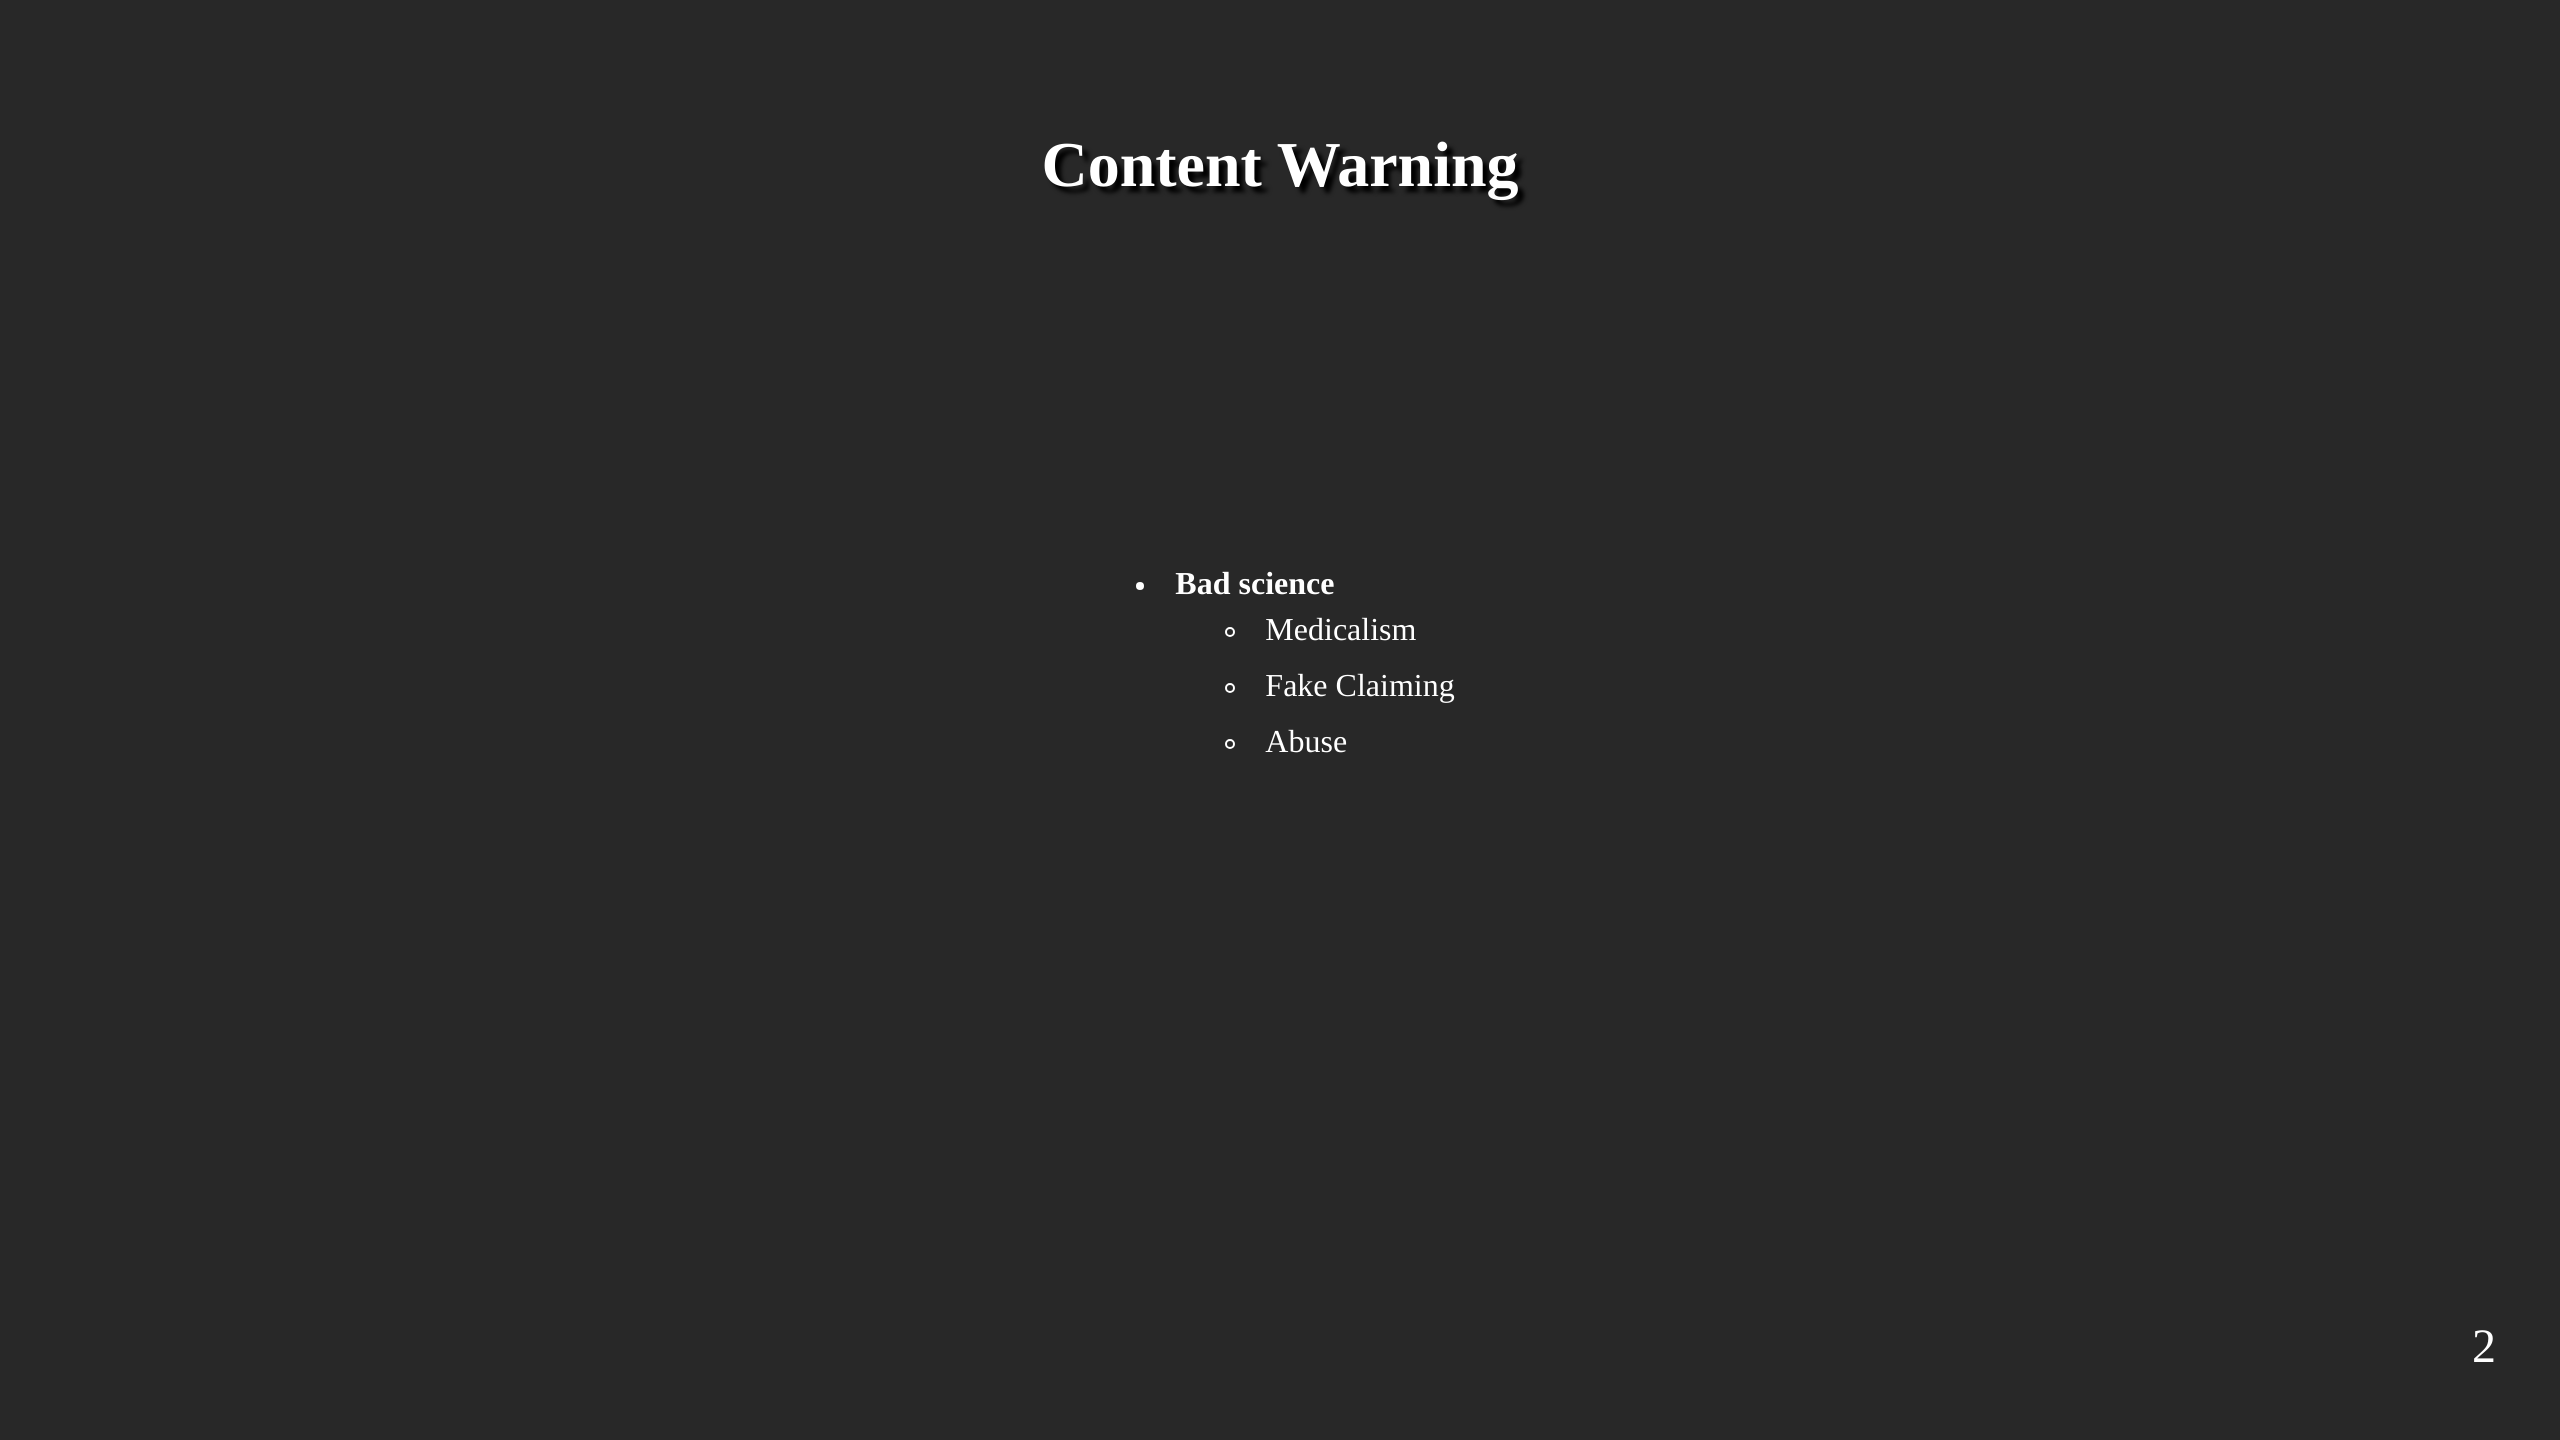 Content Warning
Bad science
Medicalism
Fake Claiming
Abuse
2